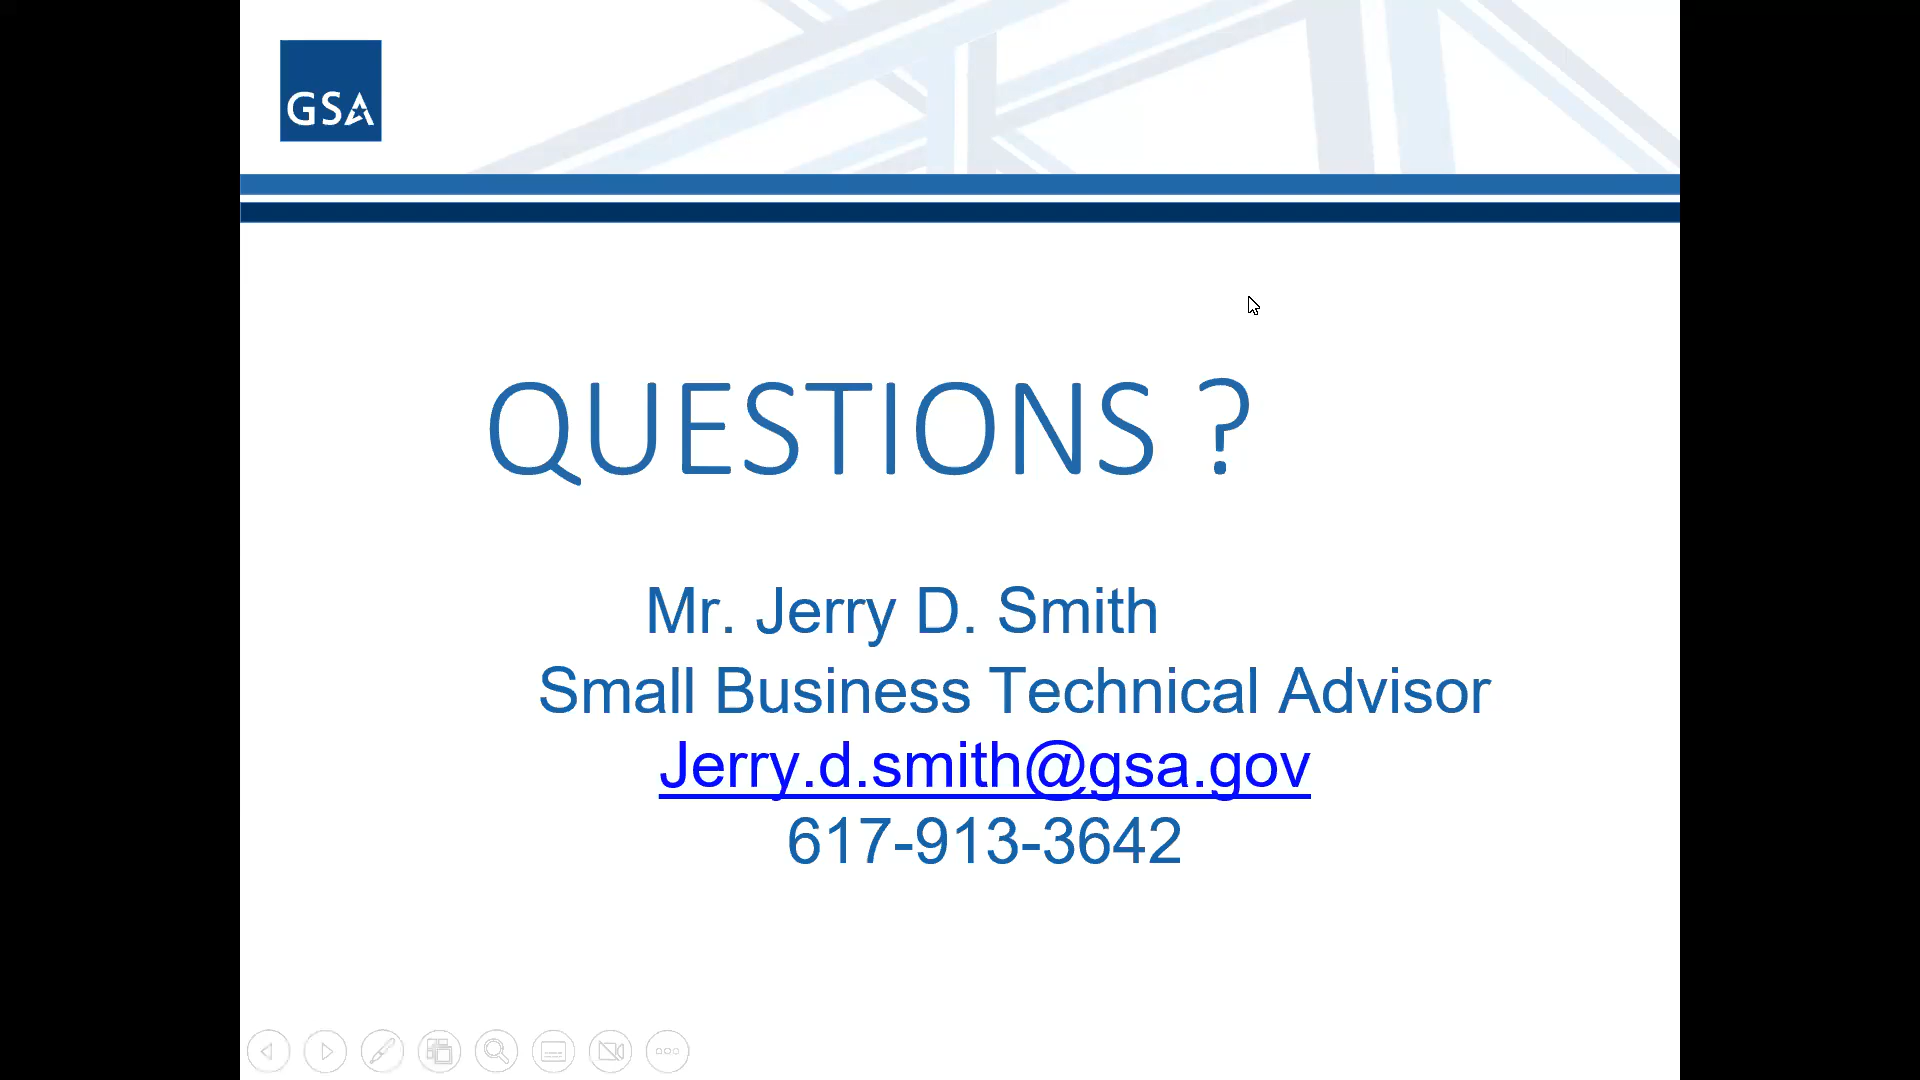 GSA
QUESTIONS ?
Mr. Jerry D. Smith
Small Business Technical Advisor
Jerry.d.smith@gsa.gov
617-913-3642